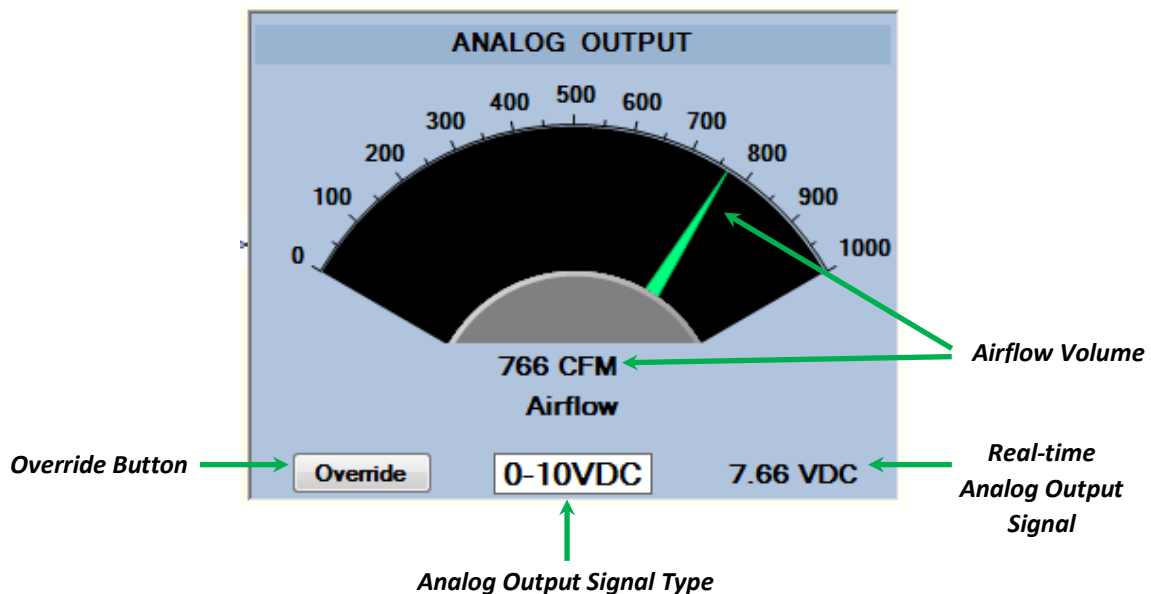 ANALOG OUTPUT
0
100
200
300
400
500
600
700
800
900
1000
766 CFM
Airflow
Airflow Volume
Override Button
Override
0-10VDC
7.66 VDC
Real-time
Analog Output
Signal
Analog Output Signal Type